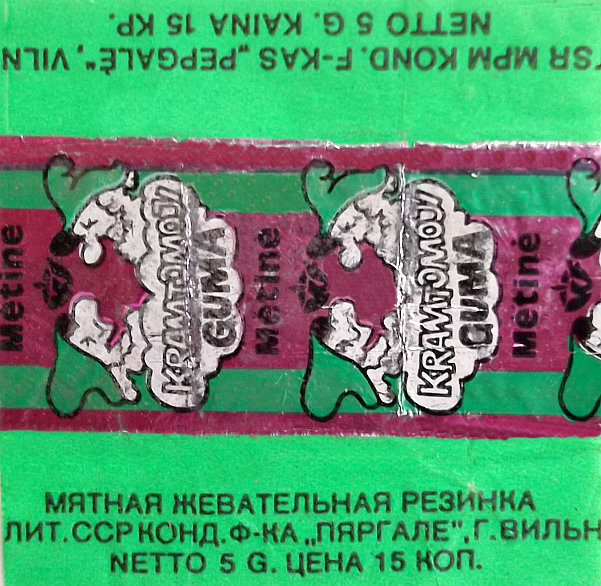 NETTO 5 G. KAINA 15 KP.
TSR MPM KOND. F-KAS „PERGALĖ“, VILN
Mėtinė
KRAMTOMOJI
GUMA
Mėtinė
KRAMTOMOJI
GUMA
Mėtinė
МЯТНАЯ ЖЕВАТЕЛЬНАЯ РЕЗИНКА
ЛИТ. ССР КОНД. Ф-КА „ПЯРГАЛЕ“, Г. ВИЛЬН
NETTO 5 G. ЦЕНА 15 КОП.